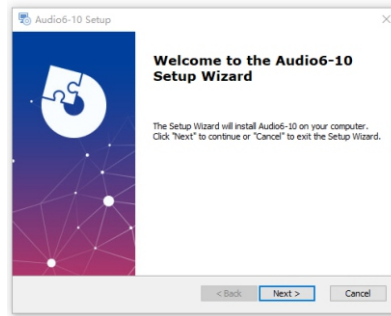 Audio6-10 Setup
Welcome to the Audio6-10
Setup Wizard
The Setup Wizard will install Audio6-10 on your computer.
Click "Next" to continue or "Cancel" to exit the Setup Wizard.
< Back Next > Cancel